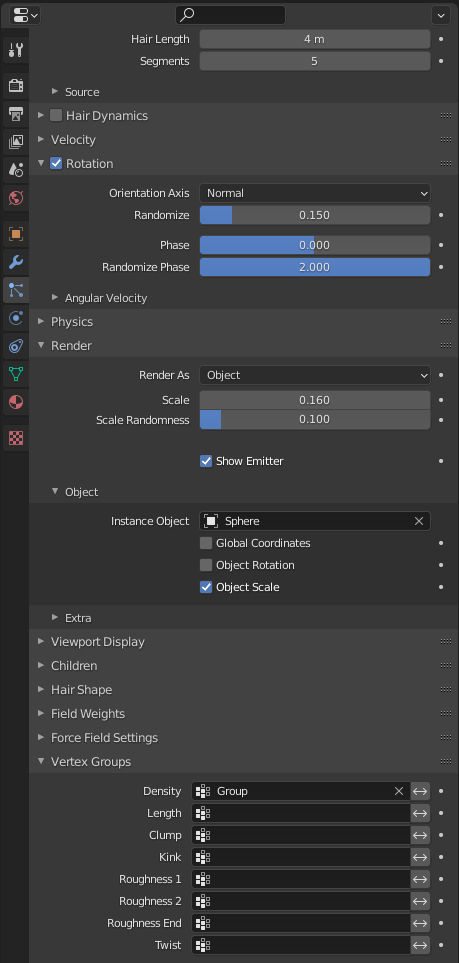 Hair Length 4 m
Segments 5
Source
Hair Dynamics
Velocity
Rotation
Orientation Axis Normal
Randomize 0.150
Phase 0.000
Randomize Phase 2.000
Angular Velocity
Physics
Render
Render As Object
Scale 0.160
Scale Randomness 0.100
Show Emitter
Object
Instance Object Sphere
Global Coordinates
Object Rotation
Object Scale
Extra
Viewport Display
Children
Hair Shape
Field Weights
Force Field Settings
Vertex Groups
Density Group
Length
Clump
Kink
Roughness 1
Roughness 2
Roughness End
Twist